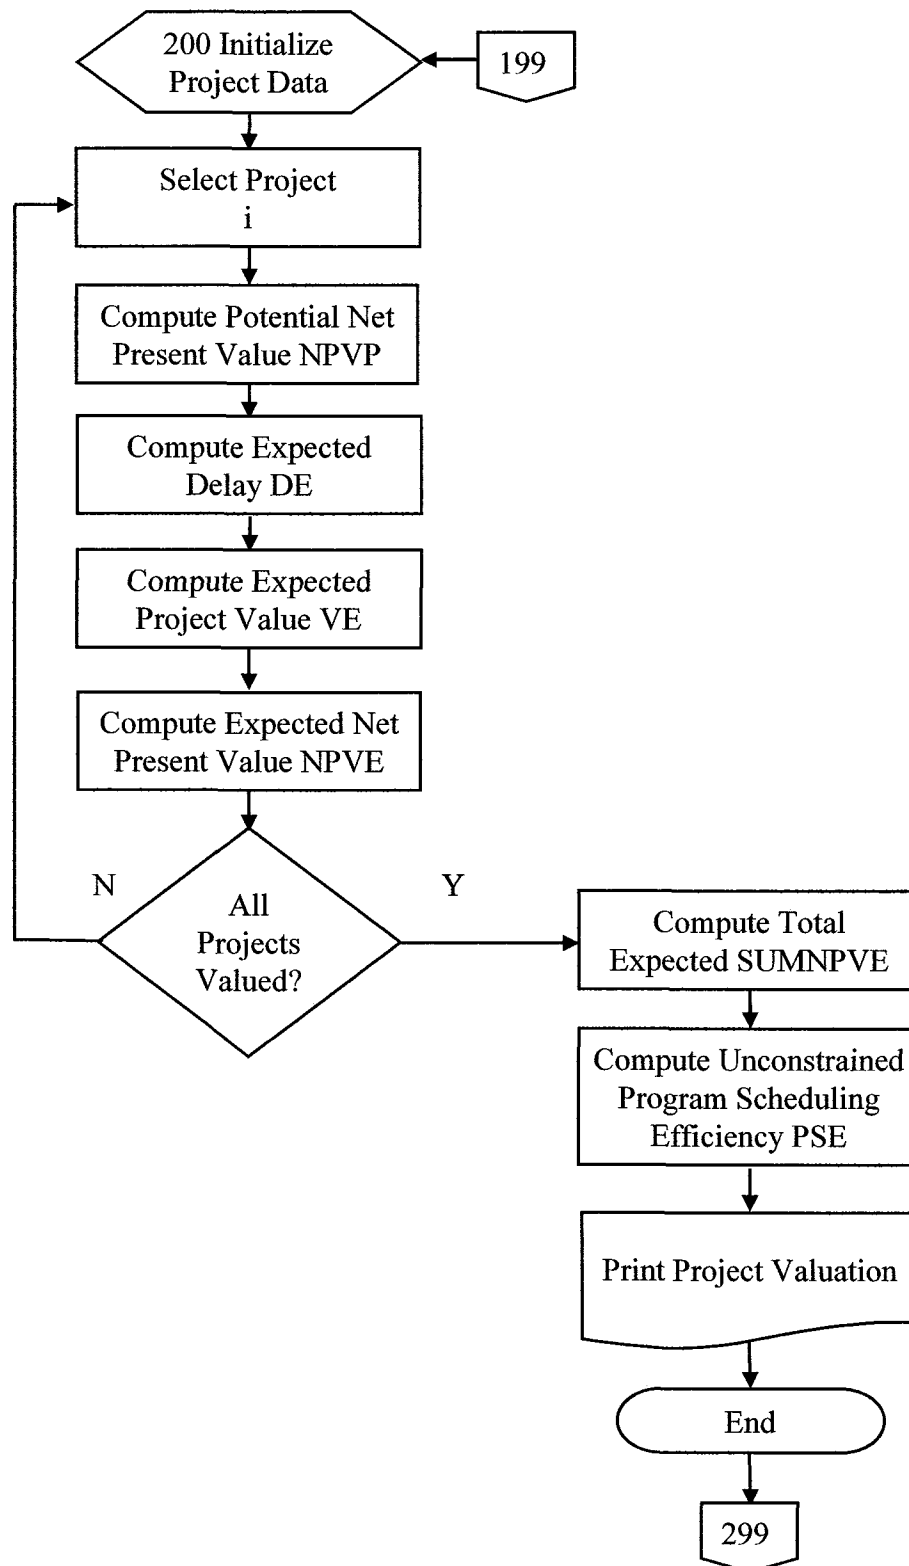 200 Initialize
Project Data
199
Select Project
i
Compute Potential Net
Present Value NPVP
Compute Expected
Delay DE
Compute Expected
Project Value VE
Compute Expected Net
Present Value NPVE
N
All
Projects
Valued?
Y
Compute Total
Expected SUMNPVE
Compute Unconstrained
Program Scheduling
Efficiency PSE
Print Project Valuation
End
299